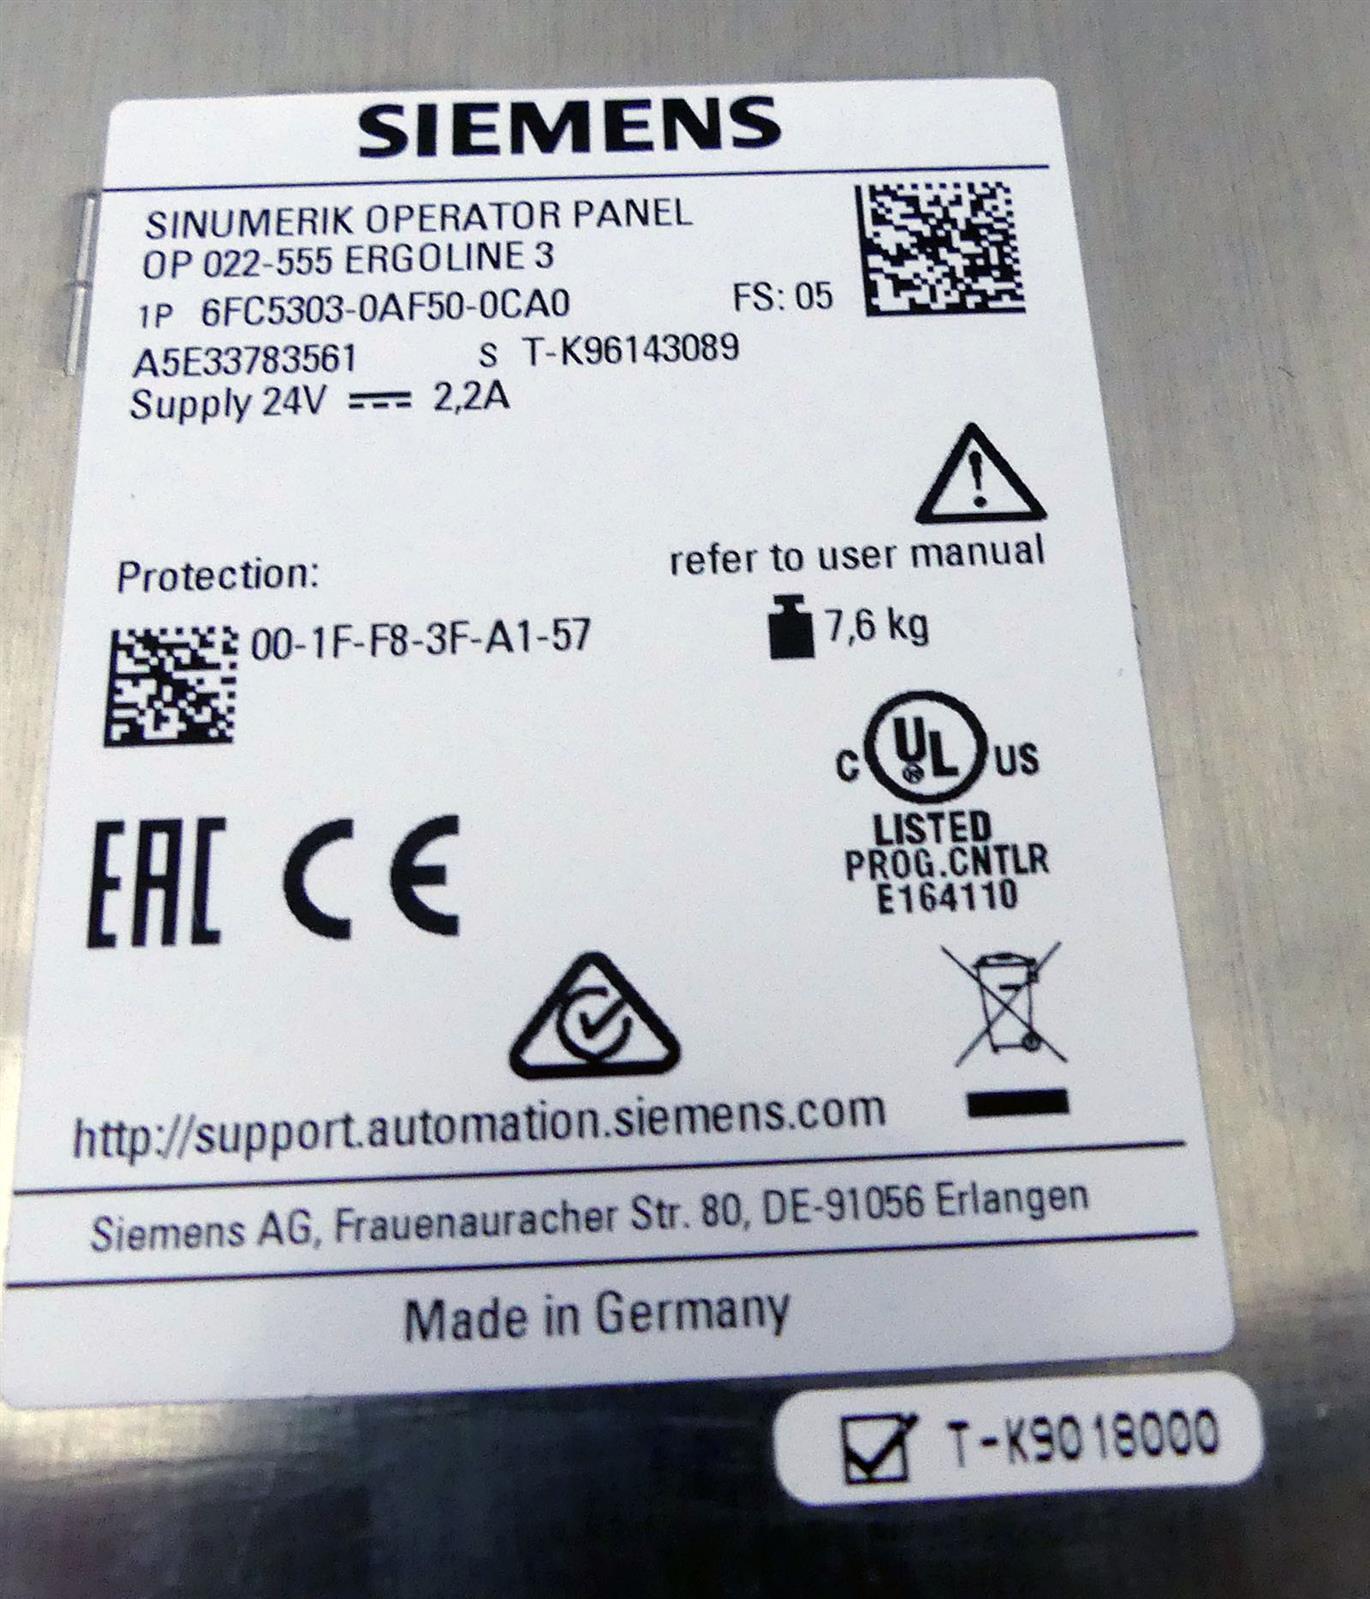 SIEMENS
SINUMERIK OPERATOR PANEL
OP 022-555 ERGOLINE 3
1P 6FC5303-0AF50-0CA0 FS: 05
A5E33783561 S T-K96143089
Supply 24V 2,2A
refer to user manual
Protection:
00-1F-F8-3F-A1-57 7,6 kg
C UL US
LISTED
PROG.CNTLR
E164110
EAC CE
http://support.automation.siemens.com
Siemens AG, Frauenauracher Str. 80, DE-91056 Erlangen
Made in Germany
T-K9018000